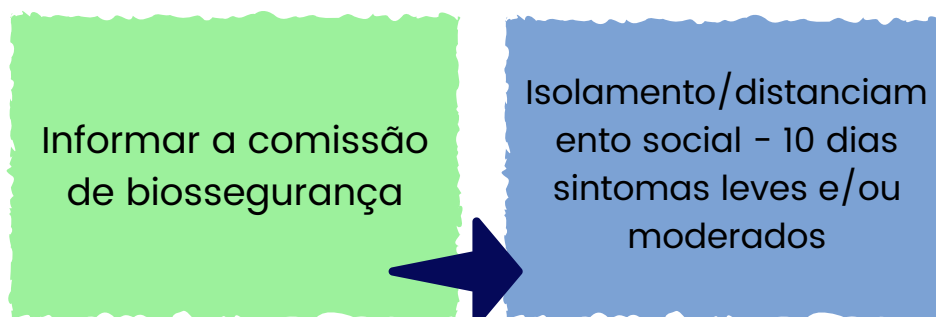 Informar a comissão
de biossegurança
Isolamento/distanciam
ento social - 10 dias
sintomas leves e/ou
moderados